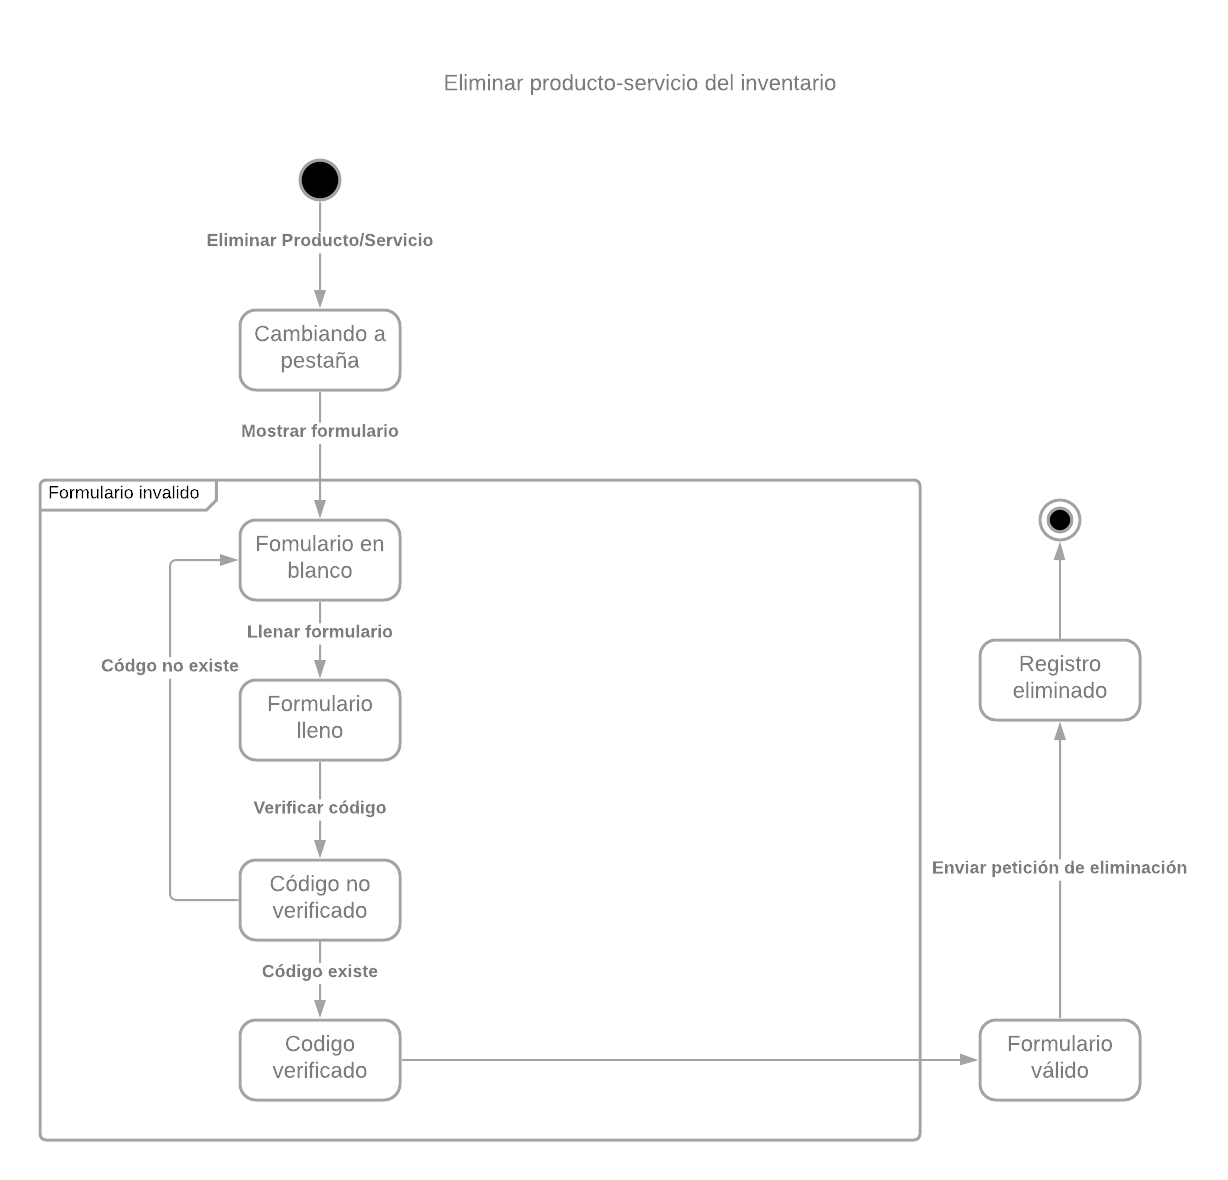 Eliminar producto-servicio del inventario
Eliminar Producto/Servicio
Cambiando a
pestaña
Mostrar formulario
Formulario invalido
Fomulario en
blanco
Llenar formulario
Códgo no existe
Formulario
lleno
Verificar código
Código no
verificado
Código existe
Codigo
verificado
Formulario
válido
Enviar petición de eliminación
Registro
eliminado